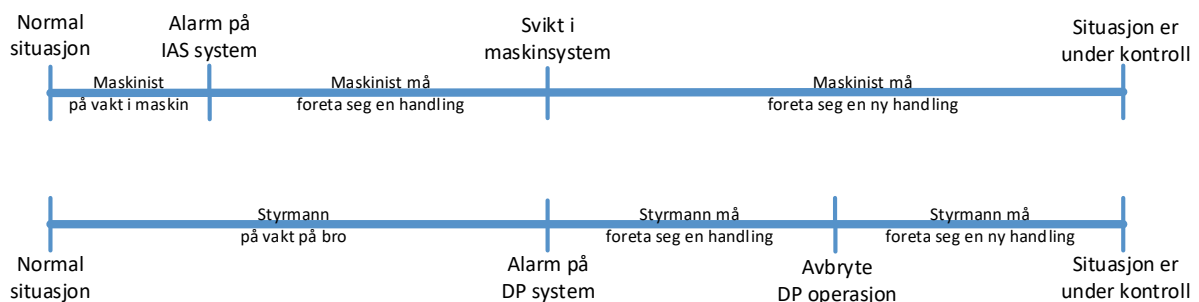 Normal
situasjon
Alarm på
IAS system
Svikt i
maskinsystem
Situasjon er
under kontroll
Maskinist
på vakt i maskin
Maskinist må
foreta seg en handling
Maskinist må
foreta seg en ny handling
Styrmann
på vakt på bro
Styrmann må
foreta seg en handling
Styrmann må
foreta seg en ny handling
Normal
situasjon
Alarm på
DP system
Avbryte
DP operasjon
Situasjon er
under kontroll